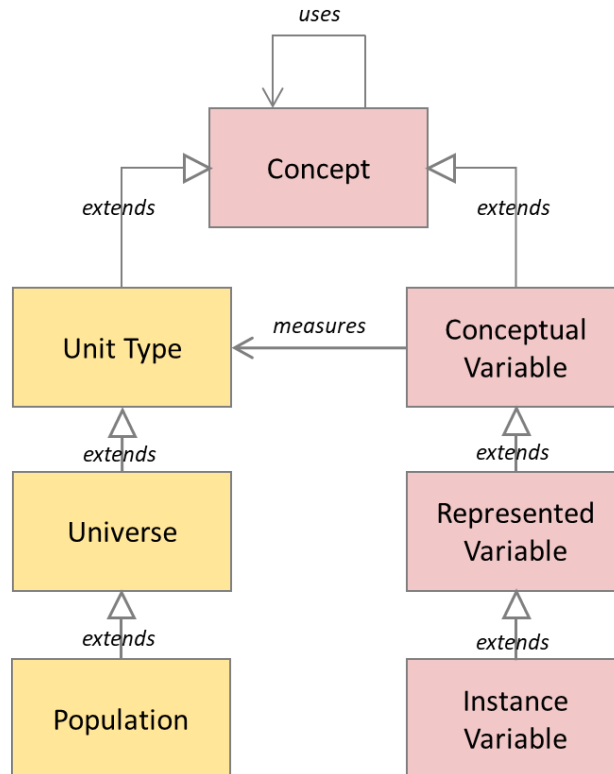 uses
Concept
extends
extends
Unit Type
measures
Conceptual
Variable
extends
extends
Universe
Represented
Variable
extends
extends
Population
Instance
Variable